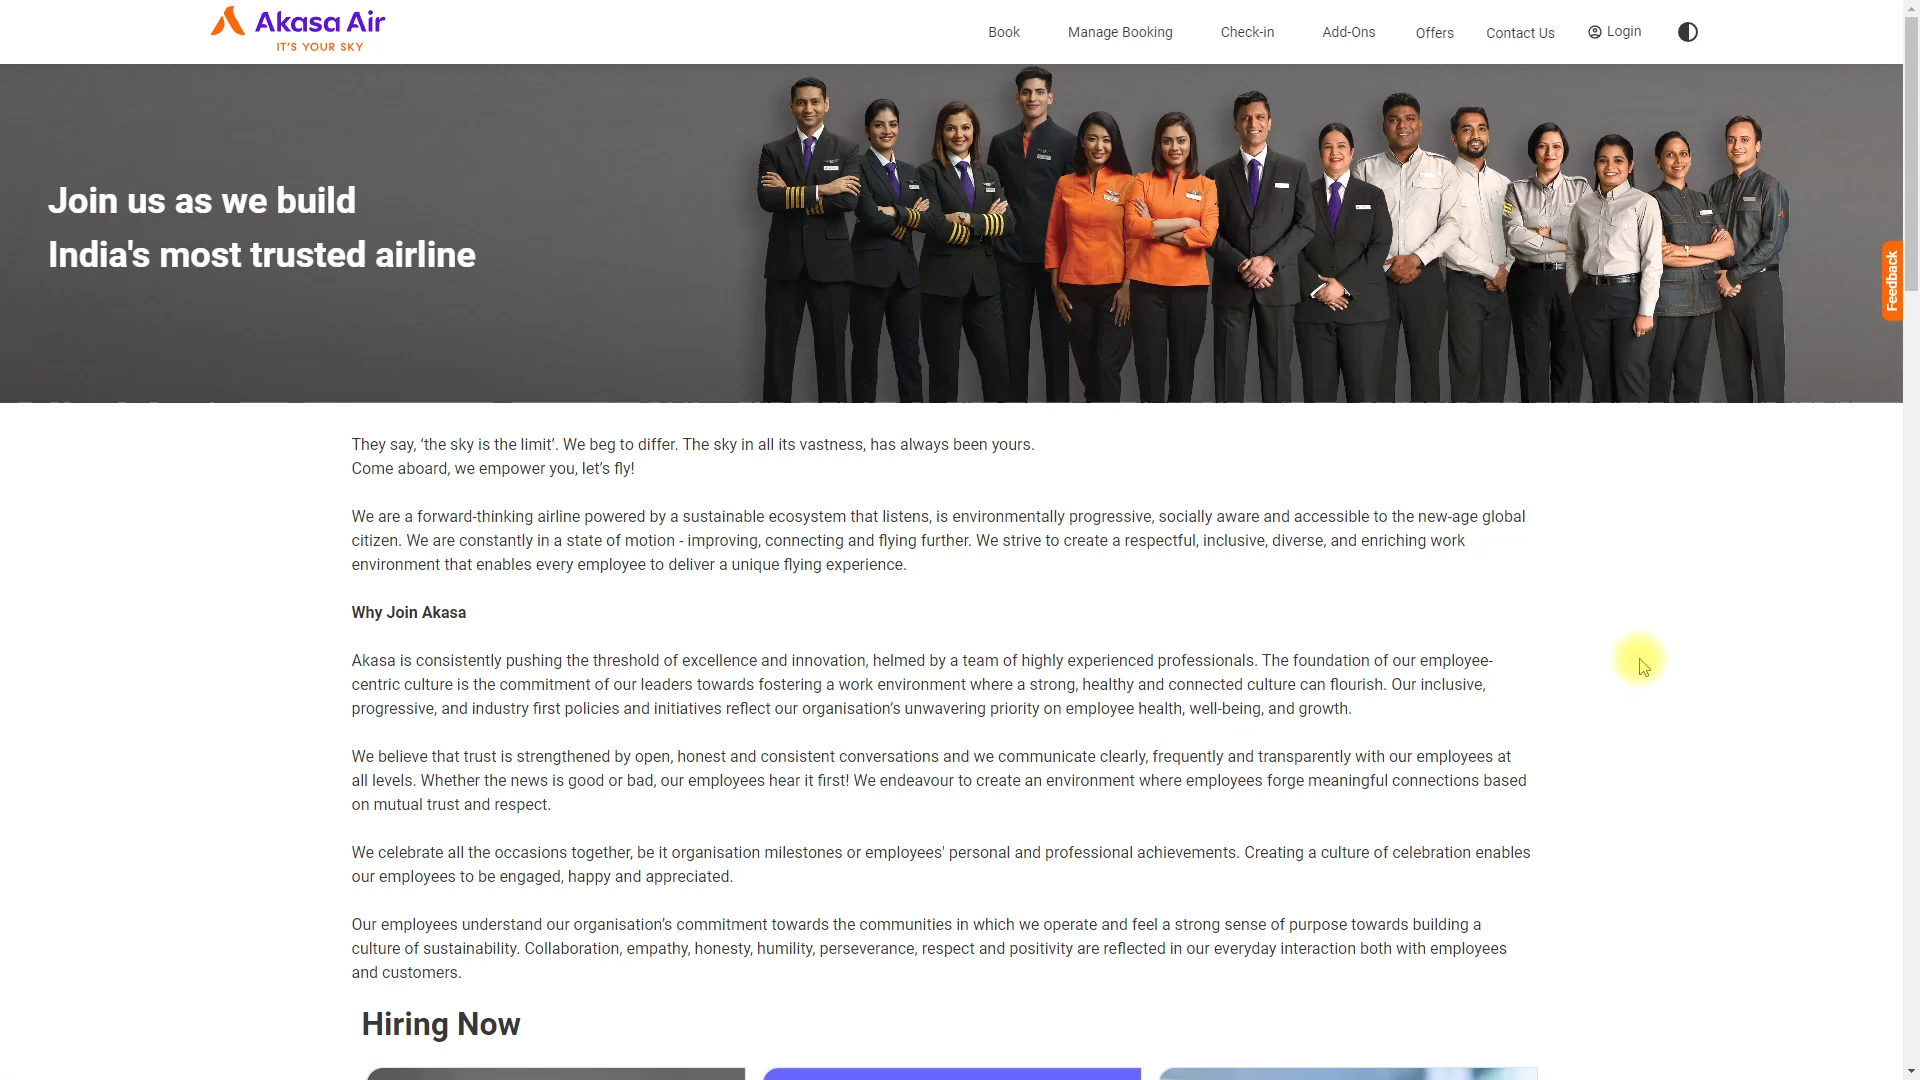 Akasa Air
IT'S YOUR SKY
Book
Manage Booking
Check-in
Add-Ons
Offers
Contact Us
Login
Join us as we build
India's most trusted airline
Feedback
They say, ‘the sky is the limit’. We beg to differ. The sky in all its vastness, has always been yours.
Come aboard, we empower you, let’s fly!
We are a forward-thinking airline powered by a sustainable ecosystem that listens, is environmentally progressive, socially aware and accessible to the new-age global
citizen. We are constantly in a state of motion - improving, connecting and flying further. We strive to create a respectful, inclusive, diverse, and enriching work
environment that enables every employee to deliver a unique flying experience.
Why Join Akasa
Akasa is consistently pushing the threshold of excellence and innovation, helmed by a team of highly experienced professionals. The foundation of our employee-
centric culture is the commitment of our leaders towards fostering a work environment where a strong, healthy and connected culture can flourish. Our inclusive,
progressive, and industry first policies and initiatives reflect our organisation’s unwavering priority on employee health, well-being, and growth.
We believe that trust is strengthened by open, honest and consistent conversations and we communicate clearly, frequently and transparently with our employees at
all levels. Whether the news is good or bad, our employees hear it first! We endeavour to create an environment where employees forge meaningful connections based
on mutual trust and respect.
We celebrate all the occasions together, be it organisation milestones or employees' personal and professional achievements. Creating a culture of celebration enables
our employees to be engaged, happy and appreciated.
Our employees understand our organisation’s commitment towards the communities in which we operate and feel a strong sense of purpose towards building a
culture of sustainability. Collaboration, empathy, honesty, humility, perseverance, respect and positivity are reflected in our everyday interaction both with employees
and customers.
Hiring Now